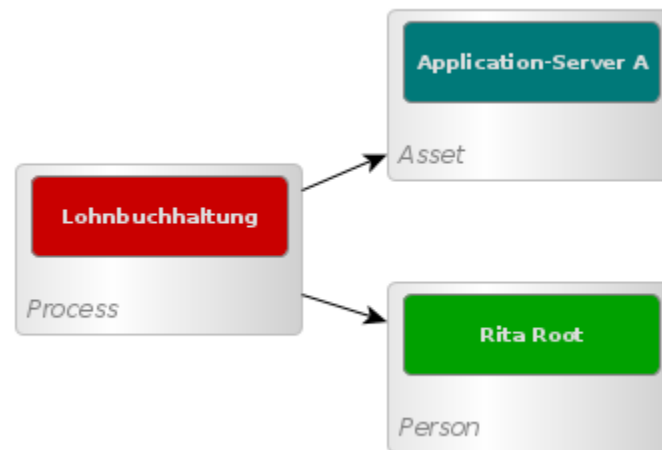 Application-Server A
Asset
Lohnbuchhaltung
Process
Rita Root
Person